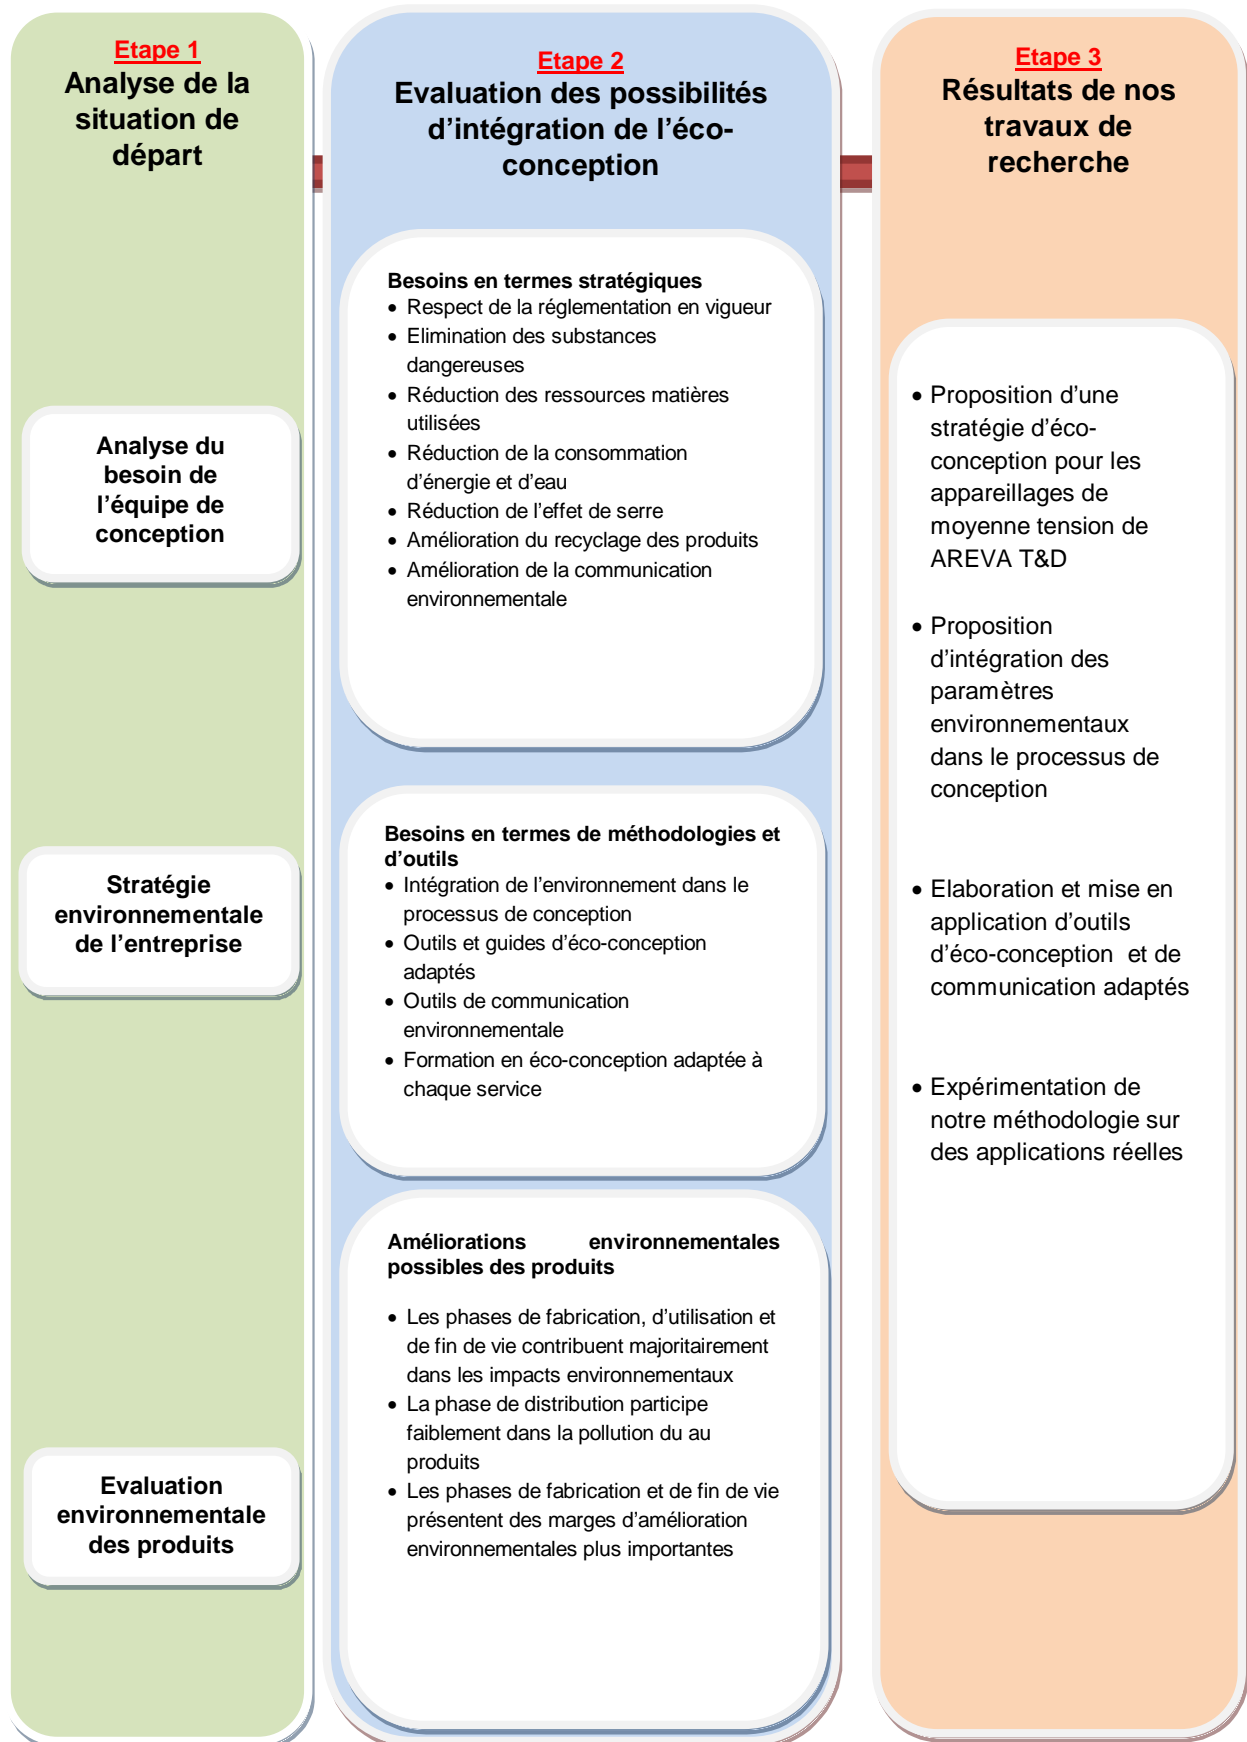 Etape 1
Analyse de la
situation de
départ
Analyse du
besoin de
l’équipe de
conception
Stratégie
environnementale
de l’entreprise
Evaluation
environnementale
des produits
Etape 2
Evaluation des possibilités
d’intégration de l’éco-
conception
Besoins en termes stratégiques
• Respect de la réglementation en vigueur
• Elimination des substances
dangereuses
• Réduction des ressources matières
utilisées
• Réduction de la consommation
d’énergie et d’eau
• Réduction de l’effet de serre
• Amélioration du recyclage des produits
• Amélioration de la communication
environnementale
Besoins en termes de méthodologies et
d’outils
• Intégration de l’environnement dans le
processus de conception
• Outils et guides d’éco-conception
adaptés
• Outils de communication
environnementale
• Formation en éco-conception adaptée à
chaque service
Améliorations environnementales
possibles des produits
• Les phases de fabrication, d’utilisation et
de fin de vie contribuent majoritairement
dans les impacts environnementaux
• La phase de distribution participe
faiblement dans la pollution du au
produits
• Les phases de fabrication et de fin de vie
présentent des marges d’amélioration
environnementales plus importantes
Etape 3
Résultats de nos
travaux de
recherche
• Proposition d’une
stratégie d’éco-
conception pour les
appareillages de
moyenne tension de
AREVA T&D
• Proposition
d’intégration des
paramètres
environnementaux
dans le processus de
conception
• Elaboration et mise en
application d’outils
d’éco-conception et de
communication adaptés
• Expérimentation de
notre méthodologie sur
des applications réelles